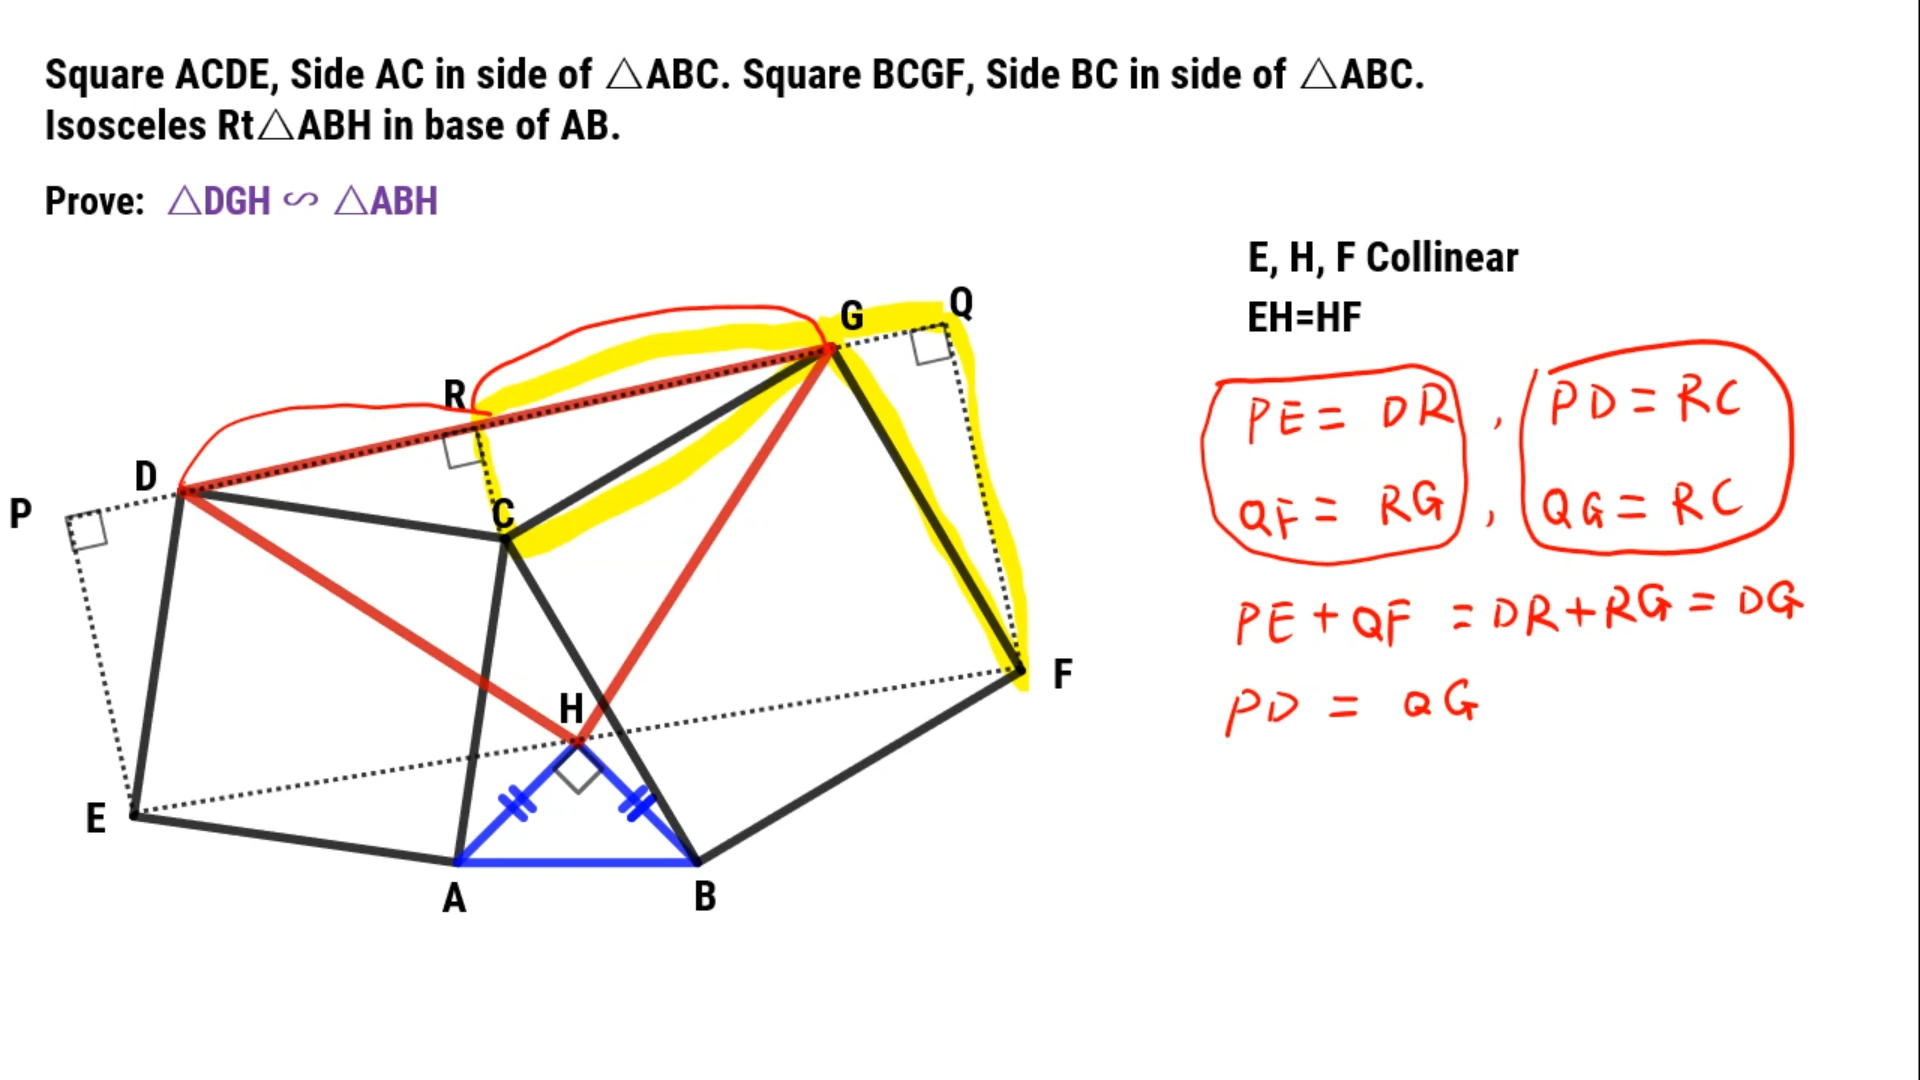 Square ACDE, Side AC in side of △ABC. Square BCGF, Side BC in side of △ABC.
Isosceles Rt△ABH in base of AB.
Prove: △DGH ∽ △ABH
E, H, F Collinear
EH=HF
PE = DR , PD = RC
QF = RG , QG = RC
PE + QF = DR + RG = DG
PD = QG
Q
G
R
D
P
C
H
F
E
A
B